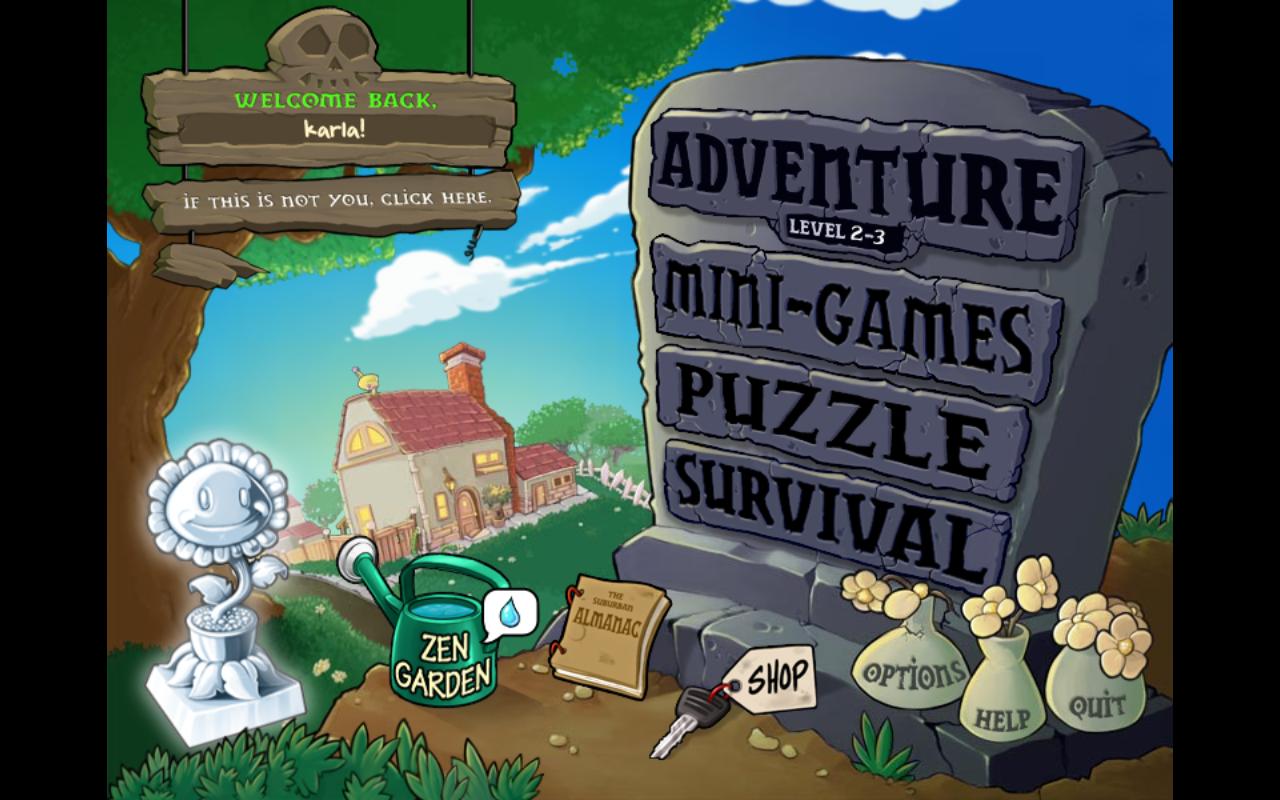 WELCOME BACK,
karla!
IF THIS IS NOT YOU, CLICK HERE.
ADVENTURE
LEVEL 2-3
MINI-GAMES
PUZZLE
SURVIVAL
ZEN
GARDEN
THE
SUBURBAN
ALMANAC
SHOP
OPTIONS
HELP
QUIT